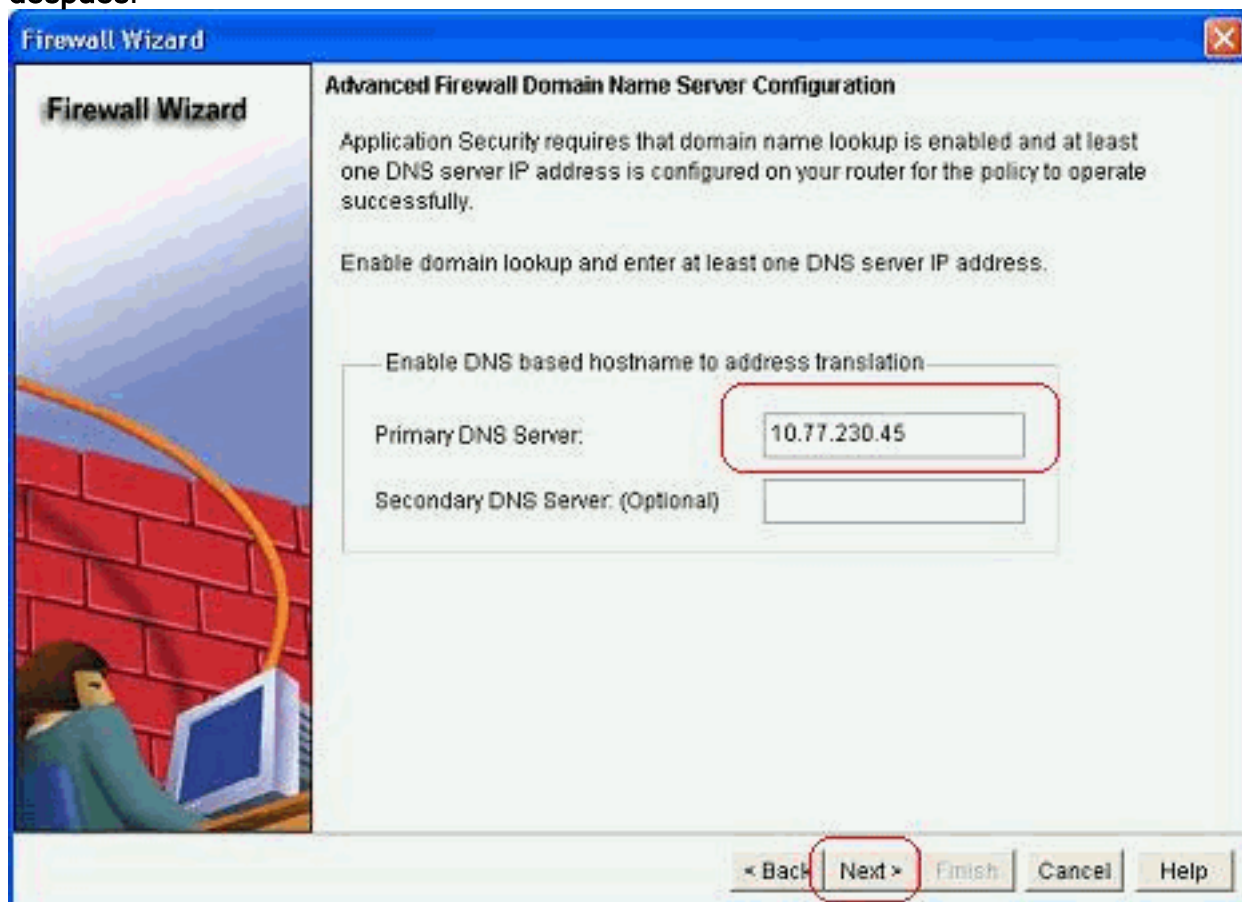 después.
Firewall Wizard
Firewall Wizard
Advanced Firewall Domain Name Server Configuration
Application Security requires that domain name lookup is enabled and at least
one DNS server IP address is configured on your router for the policy to operate
successfully.
Enable domain lookup and enter at least one DNS server IP address.
Enable DNS based hostname to address translation
Primary DNS Server:
10.77.230.45
Secondary DNS Server: (Optional)
< Back Next > Finish Cancel Help